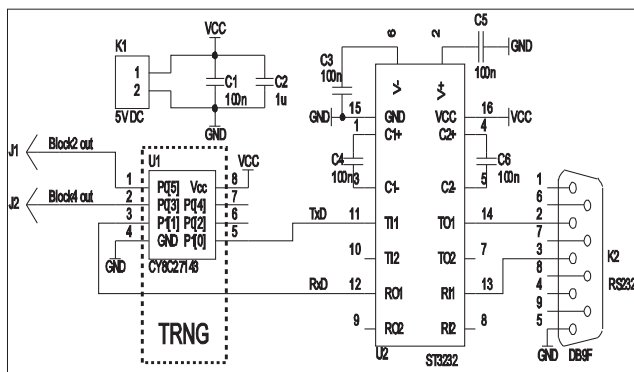 VCC
K1
1
2
5VDC
C1
100n
C2
1u
GND
C3
100n
6
2
V-
V+
C5
100n
GND
GND
15
GND
VCC
16
VCC
1
C1+
C2+
4
C4
100n
3
C1-
C2-
5
C6
100n
J1
Block2 out
J2
Block4 out
U1
1
P0[5]
Vcc
8
VCC
2
P0[3]
P0[4]
7
3
P1[1]
P0[2]
6
4
GND
P1[0]
5
GND
CY8C27143
TRNG
TxD
11
TI1
TO1
14
10
TI2
TO2
7
RxD
12
RO1
RI1
13
9
RO2
RI2
8
U2
ST3232
1
6
2
7
3
8
4
9
5
K2
RS232
GND
DB9F